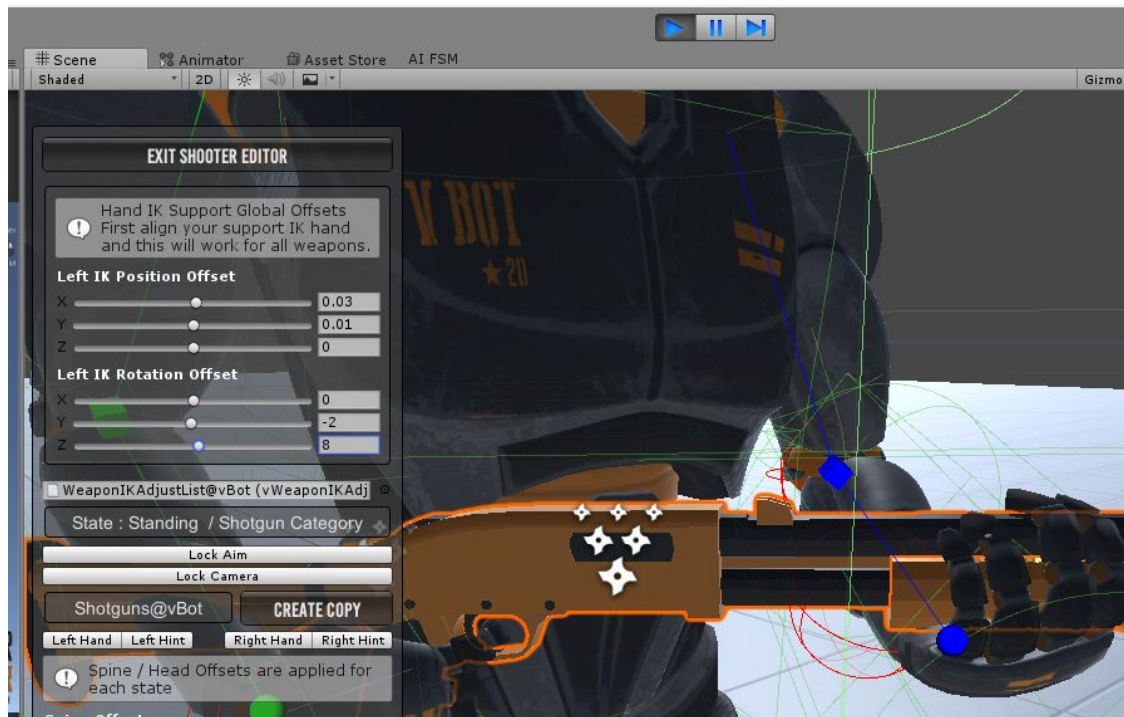 Scene
Animator
Asset Store
AI FSM
Shaded
2D
Gizmo
EXIT SHOOTER EDITOR
Hand IK Support Global Offsets
First align your support IK hand
and this will work for all weapons.
Left IK Position Offset
X 0.03
Y 0.01
Z 0
Left IK Rotation Offset
X 0
Y -2
Z 8
WeaponIKAdjustList@vBot (vWeaponIKAdj
State : Standing / Shotgun Category
Lock Aim
Lock Camera
Shotguns@vBot
CREATE COPY
Left Hand Left Hint Right Hand Right Hint
Spine / Head Offsets are applied for
each state
V BOT
★ 20